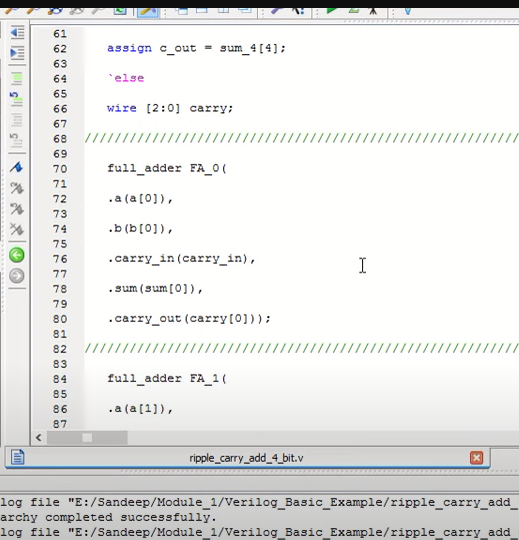 61
62 assign c_out = sum_4[4];
63
64 `else
65
66 wire [2:0] carry;
67
68 ////////////////////////////////////////////////////////////
69
70 full_adder FA_0(
71
72 .a(a[0]),
73
74 .b(b[0]),
75
76 .carry_in(carry_in),
77
78 .sum(sum[0]),
79
80 .carry_out(carry[0]));
81
82 ////////////////////////////////////////////////////////////
83
84 full_adder FA_1(
85
86 .a(a[1]),
87
ripple_carry_add_4_bit.v
log file "E:/Sandeep/Module_1/Verilog_Basic_Example/ripple_carry_add_
archy completed successfully.
log file "E:/Sandeep/Module_1/Verilog_Basic_Example/ripple_carry_add_